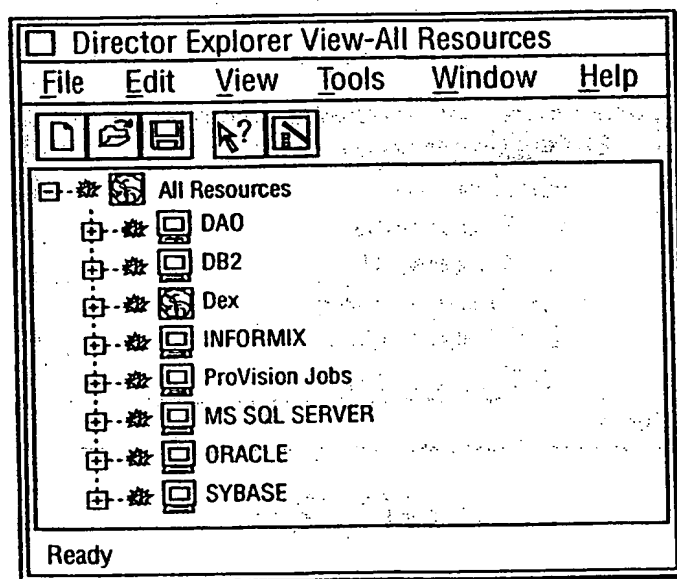 Director Explorer View-All Resources
File Edit View Tools Window Help
?
All Resources
DAO
DB2
Dex
INFORMIX
ProVision Jobs
MS SQL SERVER
ORACLE
SYBASE
Ready